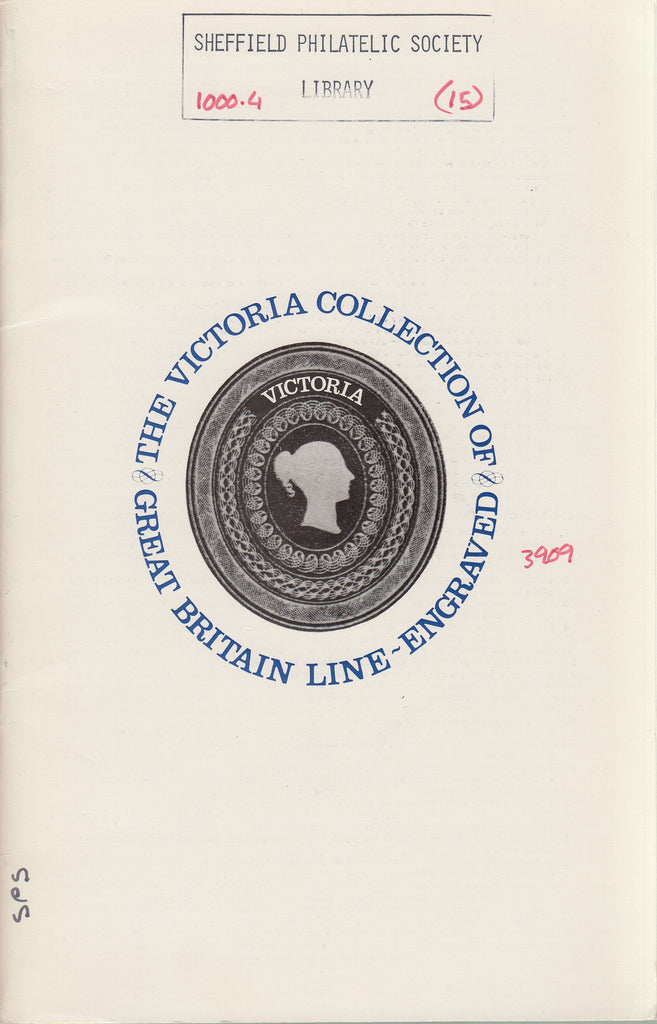 SHEFFIELD PHILATELIC SOCIETY
LIBRARY
1000.4
(15)
THE VICTORIA COLLECTION OF
GREAT BRITAIN LINE~ENGRAVED
VICTORIA
3909
SPS